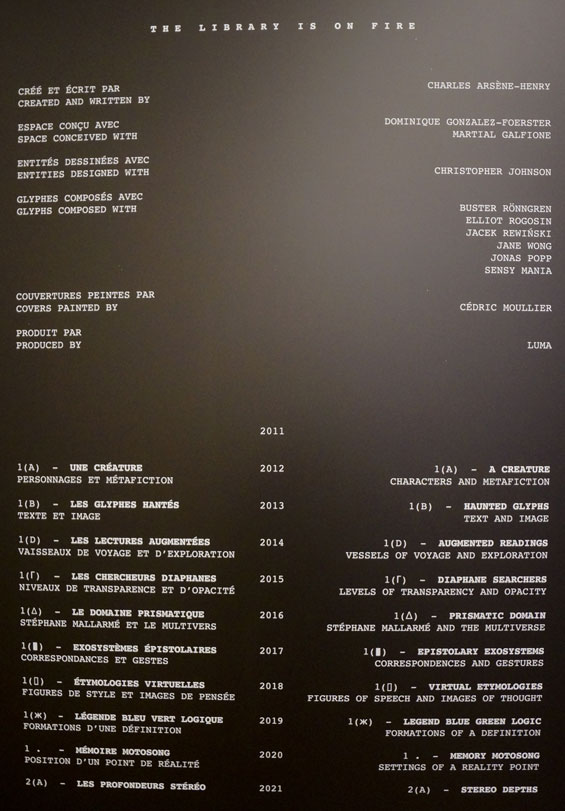 THE LIBRARY IS ON FIRE
CRÉÉ ET ÉCRIT PAR
CREATED AND WRITTEN BY
CHARLES ARSÈNE-HENRY
ESPACE CONÇU AVEC
SPACE CONCEIVED WITH
DOMINIQUE GONZALEZ-FOERSTER
MARTIAL GALFIONE
ENTITÉS DESSINÉES AVEC
ENTITIES DESIGNED WITH
CHRISTOPHER JOHNSON
GLYPHES COMPOSÉS AVEC
GLYPHS COMPOSED WITH
BUSTER RÖNNGREN
ELLIOT ROGOSIN
JACEK REWIŃSKI
JANE WONG
JONAS POPP
SENSY MANIA
COUVERTURES PEINTES PAR
COVERS PAINTED BY
CÉDRIC MOULLIER
PRODUIT PAR
PRODUCED BY
LUMA
2011
1(A) – UNE CRÉATURE
PERSONNAGES ET MÉTAFICTION
2012
1(A) – A CREATURE
CHARACTERS AND METAFICTION
1(B) – LES GLYPHES HANTÉS
TEXTE ET IMAGE
2013
1(B) – HAUNTED GLYPHS
TEXT AND IMAGE
1(D) – LES LECTURES AUGMENTÉES
VAISSEAUX DE VOYAGE ET D'EXPLORATION
2014
1(D) – AUGMENTED READINGS
VESSELS OF VOYAGE AND EXPLORATION
1(Γ) – LES CHERCHEURS DIAPHANES
NIVEAUX DE TRANSPARENCE ET D'OPACITÉ
2015
1(Γ) – DIAPHANE SEARCHERS
LEVELS OF TRANSPARENCY AND OPACITY
1(Δ) – LE DOMAINE PRISMATIQUE
STÉPHANE MALLARMÉ ET LE MULTIVERS
2016
1(Δ) – PRISMATIC DOMAIN
STÉPHANE MALLARMÉ AND THE MULTIVERSE
1(▮) – EXOSYSTÈMES ÉPISTOLAIRES
CORRESPONDANCES ET GESTES
2017
1(▮) – EPISTOLARY EXOSYSTEMS
CORRESPONDENCES AND GESTURES
1(▯) – ÉTYMOLOGIES VIRTUELLES
FIGURES DE STYLE ET IMAGES DE PENSÉE
2018
1(▯) – VIRTUAL ETYMOLOGIES
FIGURES OF SPEECH AND IMAGES OF THOUGHT
1(ж) – LÉGENDE BLEU VERT LOGIQUE
FORMATIONS D'UNE DÉFINITION
2019
1(ж) – LEGEND BLUE GREEN LOGIC
FORMATIONS OF A DEFINITION
1 . – MÉMOIRE MOTOSONG
POSITION D'UN POINT DE RÉALITÉ
2020
1 . – MEMORY MOTOSONG
SETTINGS OF A REALITY POINT
2(A) – LES PROFONDEURS STÉRÉO
2021
2(A) – STEREO DEPTHS